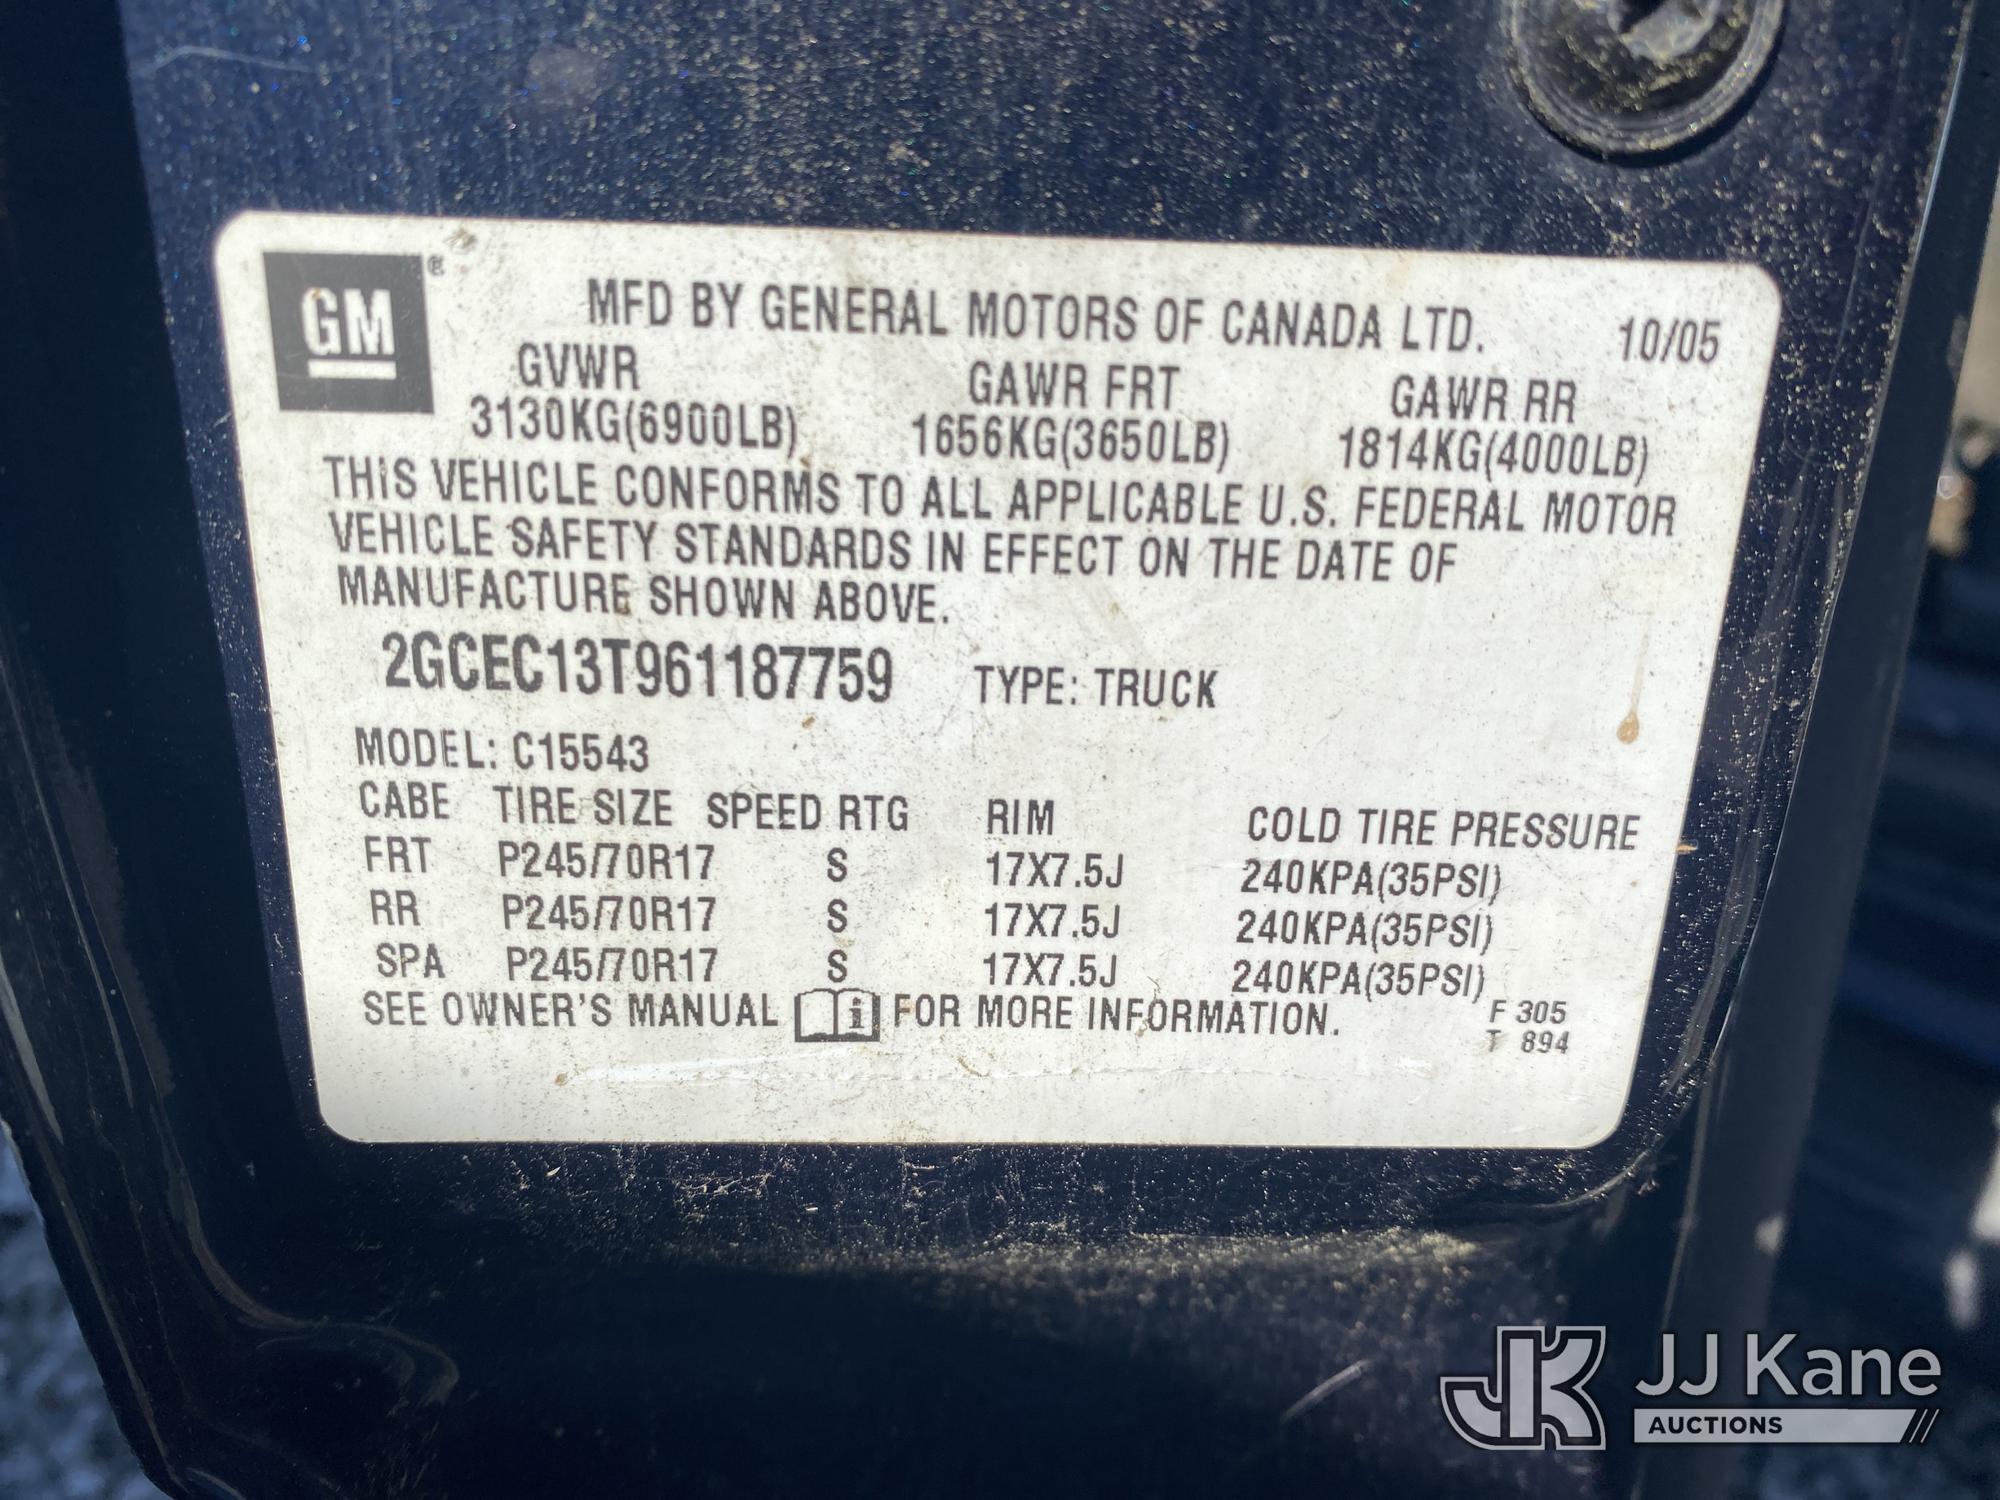 GM®
MFD BY GENERAL MOTORS OF CANADA LTD. 10/05
GVWR GAWR FRT GAWR RR
3130KG(6900LB) 1656KG(3650LB) 1814KG(4000LB)
THIS VEHICLE CONFORMS TO ALL APPLICABLE U.S. FEDERAL MOTOR
VEHICLE SAFETY STANDARDS IN EFFECT ON THE DATE OF
MANUFACTURE SHOWN ABOVE.
2GCEC13T961187759 TYPE: TRUCK
MODEL: C15543
CABE TIRE SIZE SPEED RTG RIM COLD TIRE PRESSURE
FRT P245/70R17 S 17X7.5J 240KPA(35PSI)
RR P245/70R17 S 17X7.5J 240KPA(35PSI)
SPA P245/70R17 S 17X7.5J 240KPA(35PSI)
SEE OWNER'S MANUAL i FOR MORE INFORMATION.
F 305
T 894
JK JJ Kane
AUCTIONS